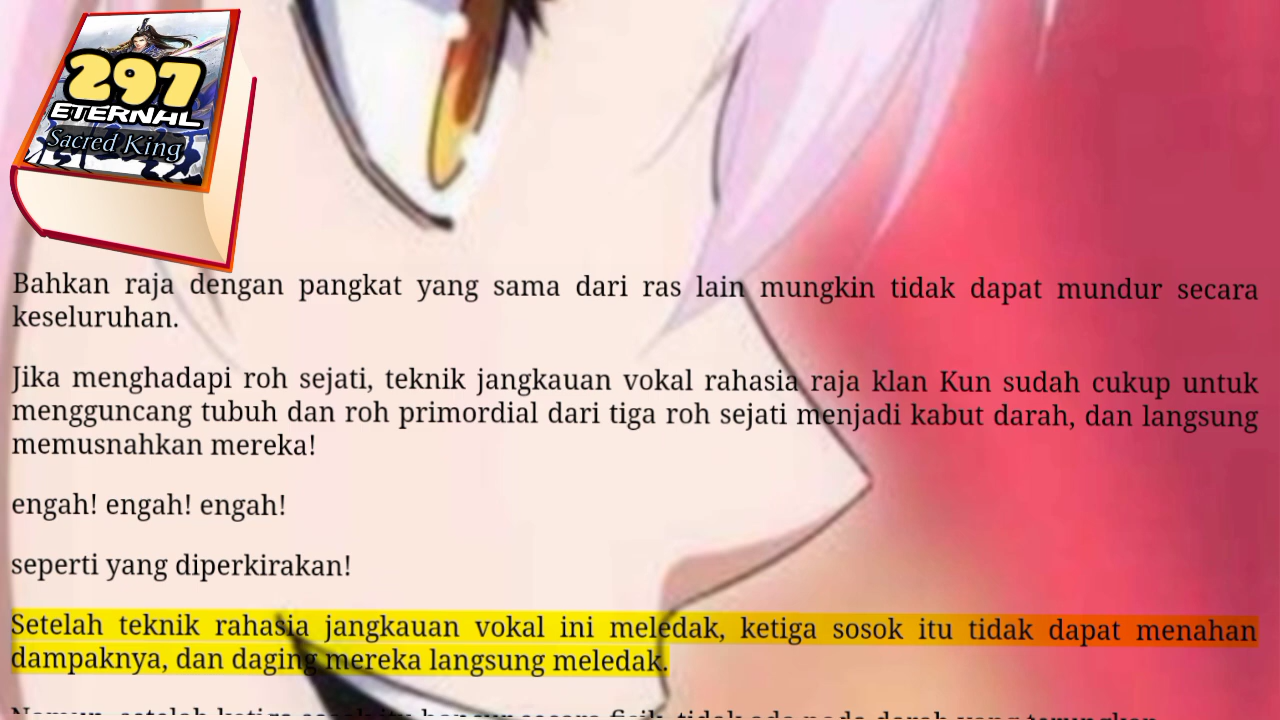 297
ETERNAL
Sacred King
Bahkan raja dengan pangkat yang sama dari ras lain mungkin tidak dapat mundur secara
keseluruhan.
Jika menghadapi roh sejati, teknik jangkauan vokal rahasia raja klan Kun sudah cukup untuk
mengguncang tubuh dan roh primordial dari tiga roh sejati menjadi kabut darah, dan langsung
memusnahkan mereka!
engah! engah! engah!
seperti yang diperkirakan!
Setelah teknik rahasia jangkauan vokal ini meledak, ketiga sosok itu tidak dapat menahan
dampaknya, dan daging mereka langsung meledak.